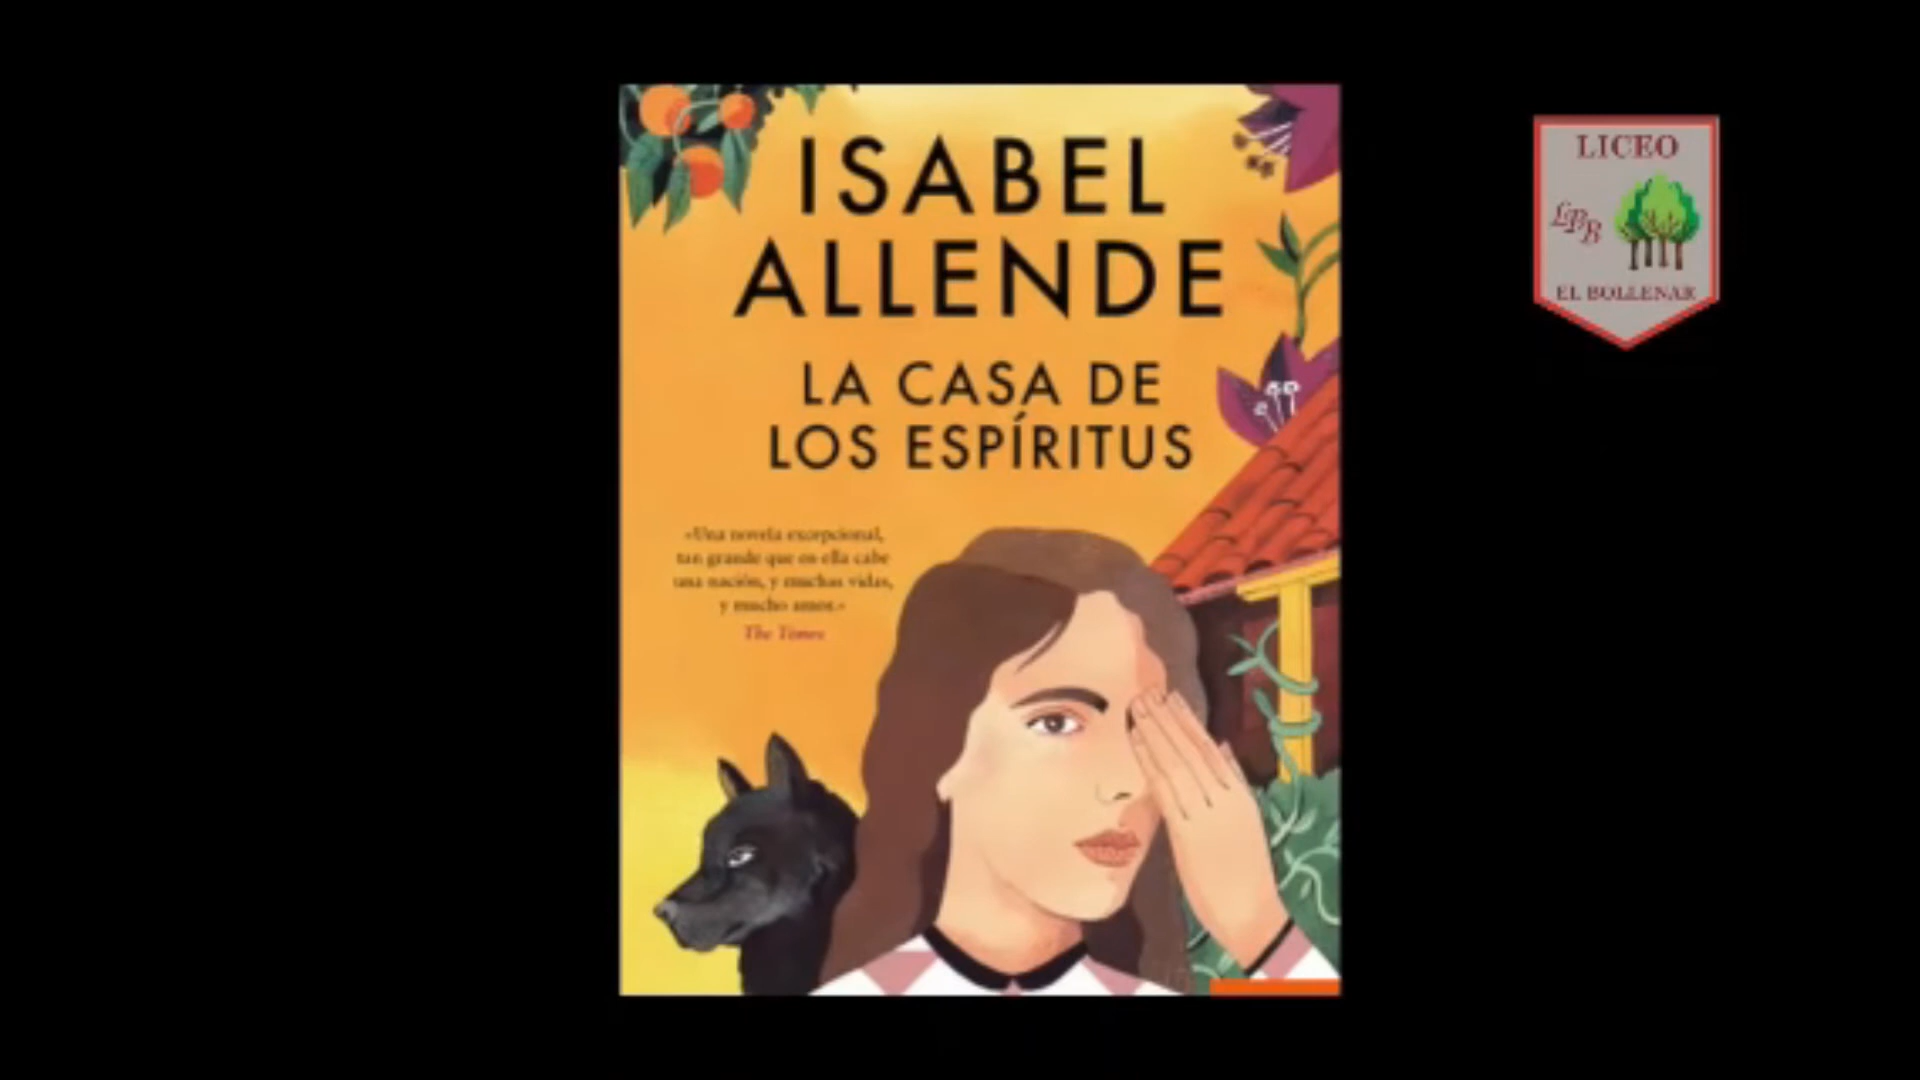 ISABEL
ALLENDE
LA CASA DE
LOS ESPÍRITUS
«Una novela excepcional,
tan grande que en ella cabe
una nación, y muchas vidas,
y mucho amor.»
The Times
LICEO
LPB
EL BOLLENAR